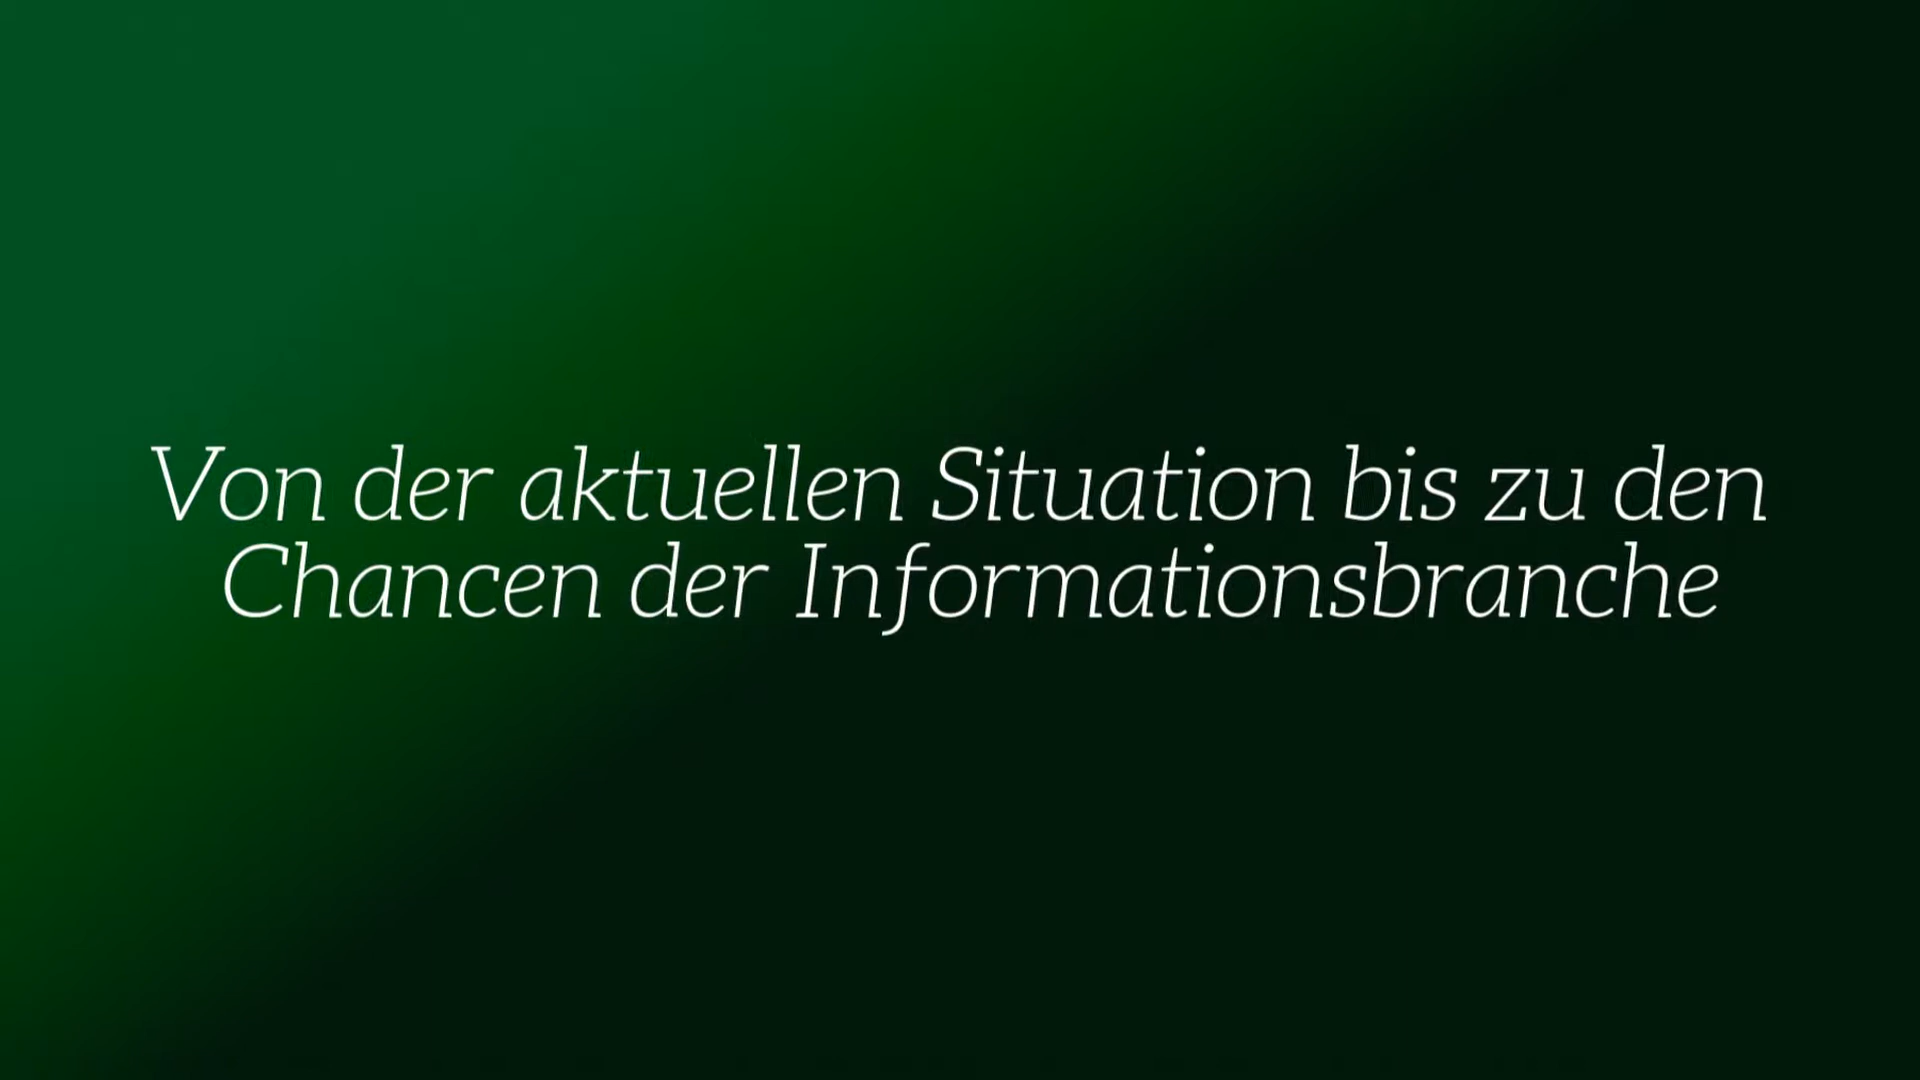 Von der aktuellen Situation bis zu den
Chancen der Informationsbranche